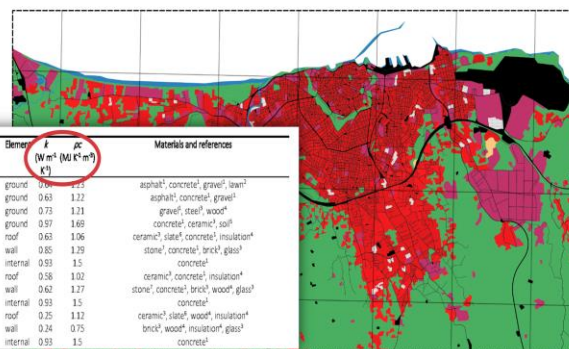 Element k ρc Materials and references
(W m⁻¹ (MJ K⁻¹ m⁻³)
K⁻¹)
ground 1.23 asphalt¹, concrete¹, gravel¹, lawn²
ground 0.63 1.22 asphalt¹, concrete¹, gravel¹
ground 0.73 1.21 gravel¹, steel³, wood⁴
ground 0.97 1.69 concrete¹, ceramic³, soil⁵
roof 0.63 1.06 ceramic³, slate⁶, concrete¹, insulation⁴
wall 0.85 1.29 stone⁷, concrete¹, brick³, glass³
internal 0.93 1.5 concrete¹
roof 0.58 1.02 ceramic³, concrete¹, insulation⁴
wall 0.62 1.27 stone⁷, concrete¹, brick³, wood⁴, glass³
internal 0.93 1.5 concrete¹
roof 0.25 1.12 ceramic³, slate⁶, wood⁴, insulation⁴
wall 0.24 0.75 brick³, wood⁴, insulation⁴, glass³
internal 0.93 1.5 concrete¹